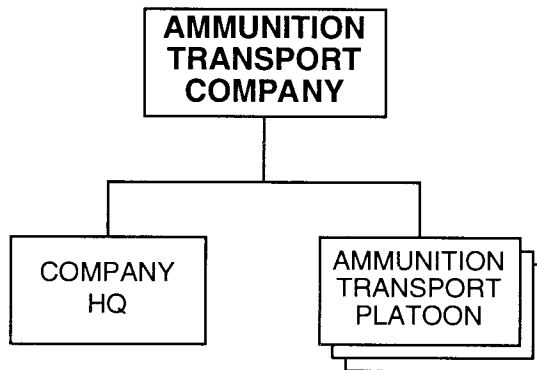 AMMUNITION
TRANSPORT
COMPANY
COMPANY
HQ
AMMUNITION
TRANSPORT
PLATOON